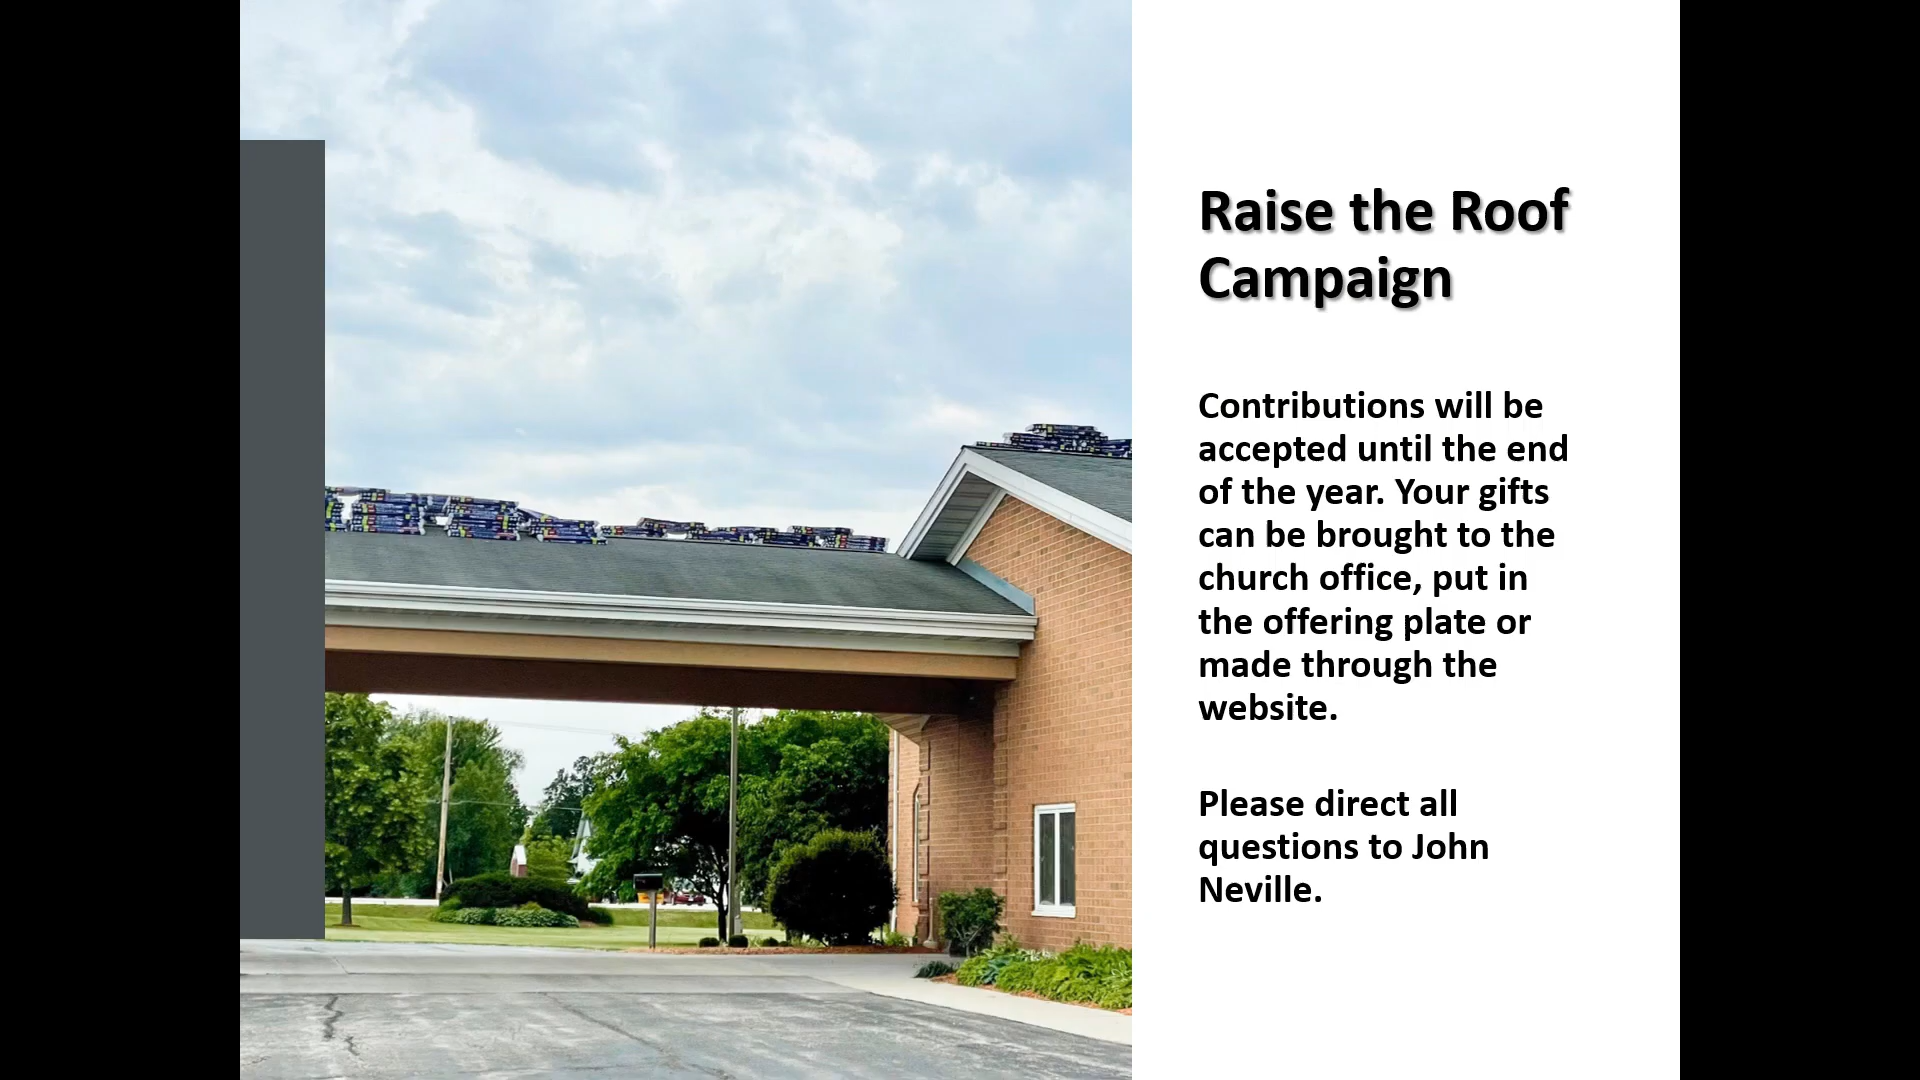 Raise the Roof
Campaign
Contributions will be
accepted until the end
of the year. Your gifts
can be brought to the
church office, put in
the offering plate or
made through the
website.
Please direct all
questions to John
Neville.